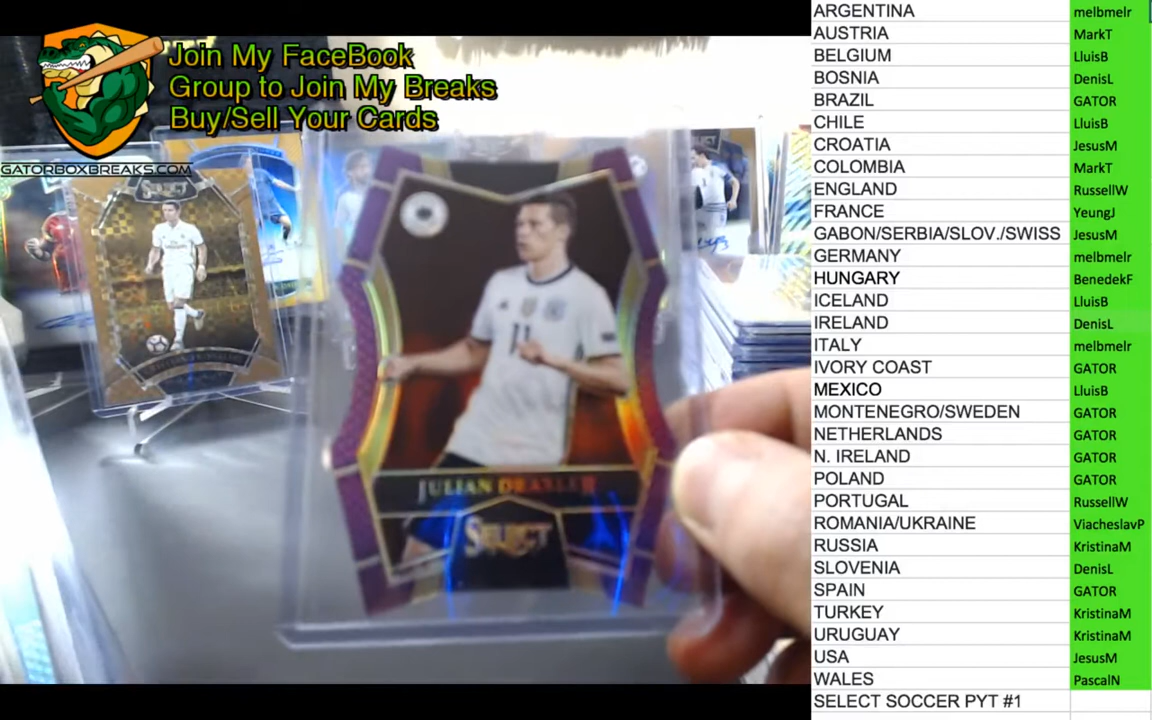 Join My FaceBook
Group to Join My Breaks
Buy/Sell Your Cards
GATORBOXBREAKS.COM
SELECT
11
JULIAN DRAXLER
SELECT
ARGENTINA melbmelr
AUSTRIA MarkT
BELGIUM LluisB
BOSNIA DenisL
BRAZIL GATOR
CHILE LluisB
CROATIA JesusM
COLOMBIA MarkT
ENGLAND RussellW
FRANCE YeungJ
GABON/SERBIA/SLOV./SWISS JesusM
GERMANY melbmelr
HUNGARY BenedekF
ICELAND LluisB
IRELAND DenisL
ITALY melbmelr
IVORY COAST GATOR
MEXICO LluisB
MONTENEGRO/SWEDEN GATOR
NETHERLANDS GATOR
N. IRELAND GATOR
POLAND GATOR
PORTUGAL RussellW
ROMANIA/UKRAINE ViacheslavP
RUSSIA KristinaM
SLOVENIA DenisL
SPAIN GATOR
TURKEY KristinaM
URUGUAY KristinaM
USA JesusM
WALES PascalN
SELECT SOCCER PYT #1